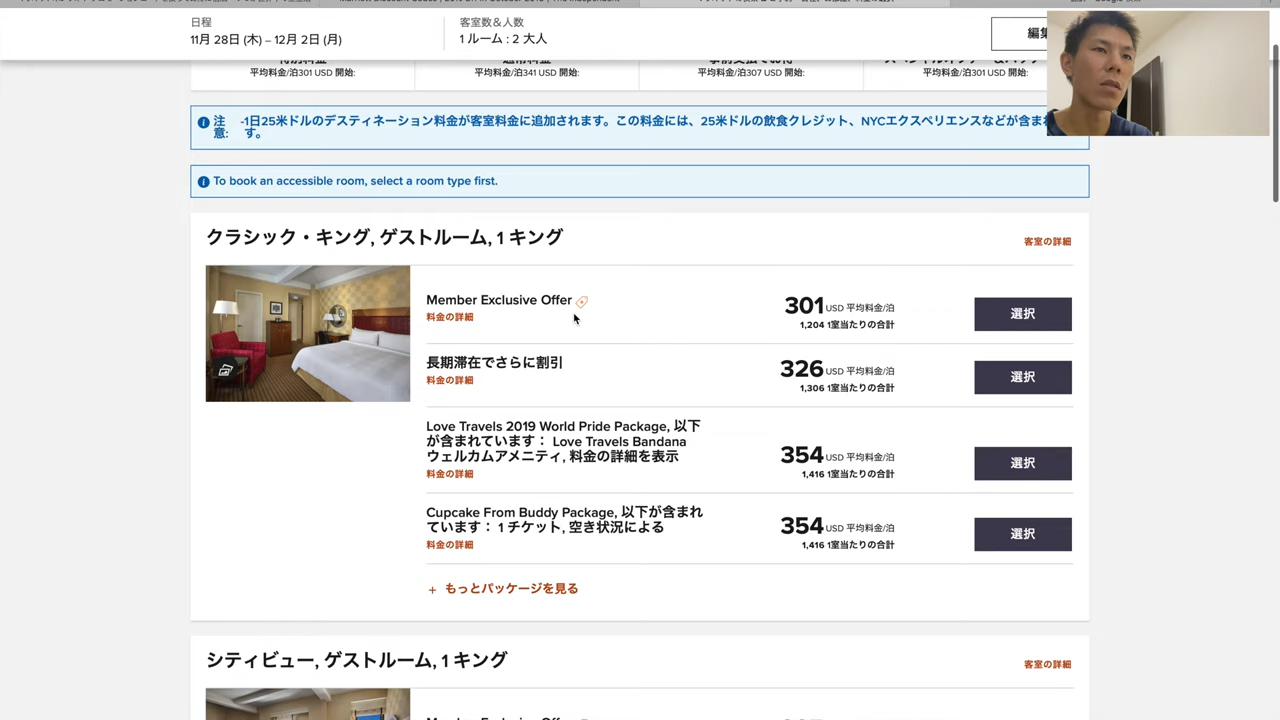 日程
11月 28日 (木) – 12月 2日 (月)
客室数＆人数
1 ルーム : 2 大人
編集
平均料金/泊301 USD 開始:
平均料金/泊341 USD 開始:
平均料金/泊307 USD 開始:
平均料金/泊301 USD 開始:
注意:
-1日25米ドルのデスティネーション料金が客室料金に追加されます。この料金には、25米ドルの飲食クレジット、NYCエクスペリエンスなどが含ま
す。
To book an accessible room, select a room type first.
クラシック・キング, ゲストルーム, 1 キング
客室の詳細
Member Exclusive Offer
料金の詳細
301 USD 平均料金/泊
1,204 1室当たりの合計
選択
長期滞在でさらに割引
料金の詳細
326 USD 平均料金/泊
1,306 1室当たりの合計
選択
Love Travels 2019 World Pride Package, 以下
が含まれています： Love Travels Bandana
ウェルカムアメニティ, 料金の詳細を表示
料金の詳細
354 USD 平均料金/泊
1,416 1室当たりの合計
選択
Cupcake From Buddy Package, 以下が含まれ
ています： 1 チケット, 空き状況による
料金の詳細
354 USD 平均料金/泊
1,416 1室当たりの合計
選択
+ もっとパッケージを見る
シティビュー, ゲストルーム, 1 キング
客室の詳細